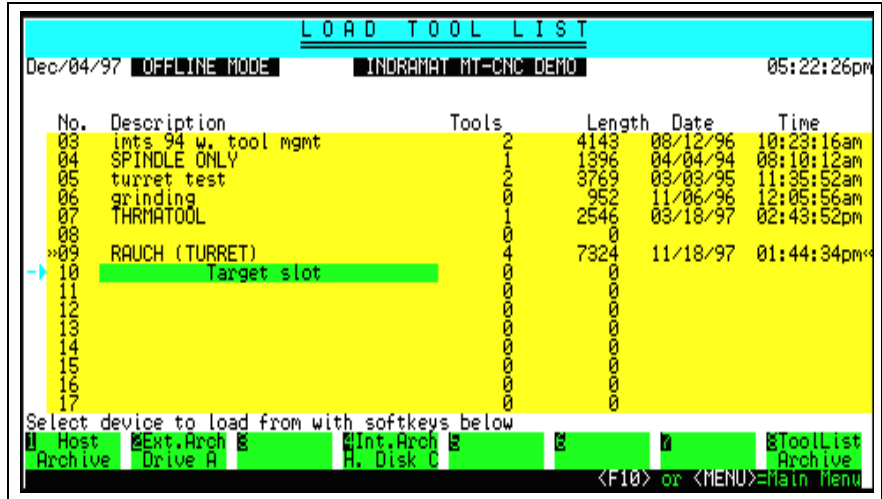 LOAD TOOL LIST
Dec/04/97 OFFLINE MODE INDRAMAT MT-CNC DEMO 05:22:26pm
No. Description Tools Length Date Time
03 imts 94 w. tool mgmt 2 4143 08/12/96 10:23:16am
04 SPINDLE ONLY 1 1396 04/04/94 08:10:12am
05 turret test 2 3769 03/03/95 11:35:52am
06 grinding 0 952 11/06/96 12:05:56am
07 THRMATOOL 1 2546 03/18/97 02:43:52pm
08 0 0
»09 RAUCH (TURRET) 4 7324 11/18/97 01:44:34pm«
10 Target slot 0 0
11 0 0
12 0 0
13 0 0
14 0 0
15 0 0
16 0 0
17 0 0
Select device to load from with softkeys below
1 Host 2Ext.Arch 3 4Int.Arch 5 6 7 8ToolList
Archive Drive A H. Disk C Archive
<F10> or <MENU>=Main Menu